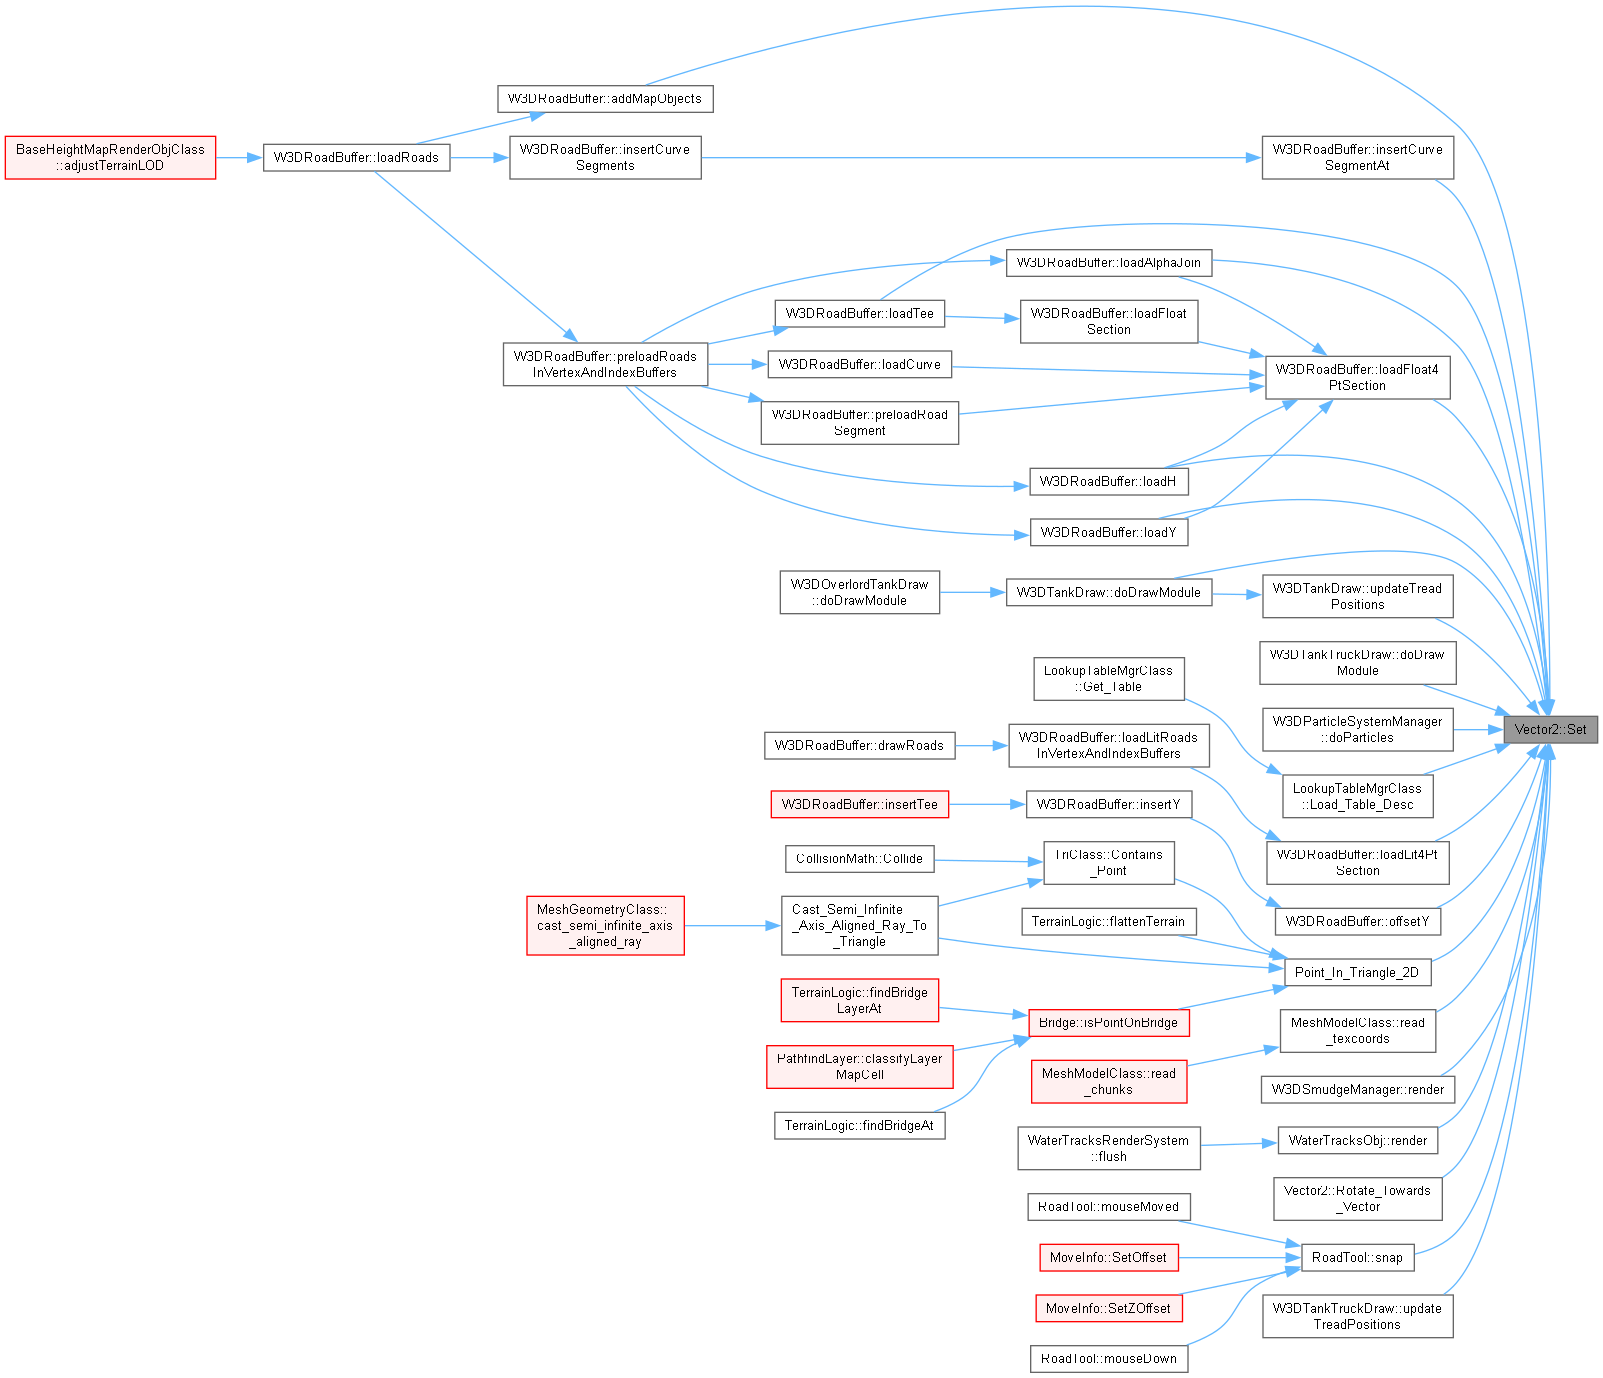 W3DRoadBuffer::addMapObjects
BaseHeightMapRenderObjClass
::adjustTerrainLOD
W3DRoadBuffer::loadRoads
W3DRoadBuffer::insertCurve
Segments
W3DRoadBuffer::insertCurve
SegmentAt
W3DRoadBuffer::loadAlphaJoin
W3DRoadBuffer::loadTee
W3DRoadBuffer::loadFloat
Section
W3DRoadBuffer::preloadRoads
InVertexAndIndexBuffers
W3DRoadBuffer::loadCurve
W3DRoadBuffer::loadFloat4
PtSection
W3DRoadBuffer::preloadRoad
Segment
W3DRoadBuffer::loadH
W3DRoadBuffer::loadY
W3DOverlordTankDraw
::doDrawModule
W3DTankDraw::doDrawModule
W3DTankDraw::updateTread
Positions
W3DTankTruckDraw::doDraw
Module
LookupTableMgrClass
::Get_Table
W3DParticleSystemManager
::doParticles
Vector2::Set
W3DRoadBuffer::drawRoads
W3DRoadBuffer::loadLitRoads
InVertexAndIndexBuffers
LookupTableMgrClass
::Load_Table_Desc
W3DRoadBuffer::insertTee
W3DRoadBuffer::insertY
CollisionMath::Collide
TriClass::Contains
_Point
W3DRoadBuffer::loadLit4Pt
Section
MeshGeometryClass::
cast_semi_infinite_axis
_aligned_ray
Cast_Semi_Infinite
_Axis_Aligned_Ray_To
_Triangle
TerrainLogic::flattenTerrain
W3DRoadBuffer::offsetY
Point_In_Triangle_2D
TerrainLogic::findBridge
LayerAt
Bridge::isPointOnBridge
MeshModelClass::read
_texcoords
PathfindLayer::classifyLayer
MapCell
MeshModelClass::read
_chunks
W3DSmudgeManager::render
TerrainLogic::findBridgeAt
WaterTracksRenderSystem
::flush
WaterTracksObj::render
Vector2::Rotate_Towards
_Vector
RoadTool::mouseMoved
MoveInfo::SetOffset
RoadTool::snap
MoveInfo::SetZOffset
W3DTankTruckDraw::update
TreadPositions
RoadTool::mouseDown